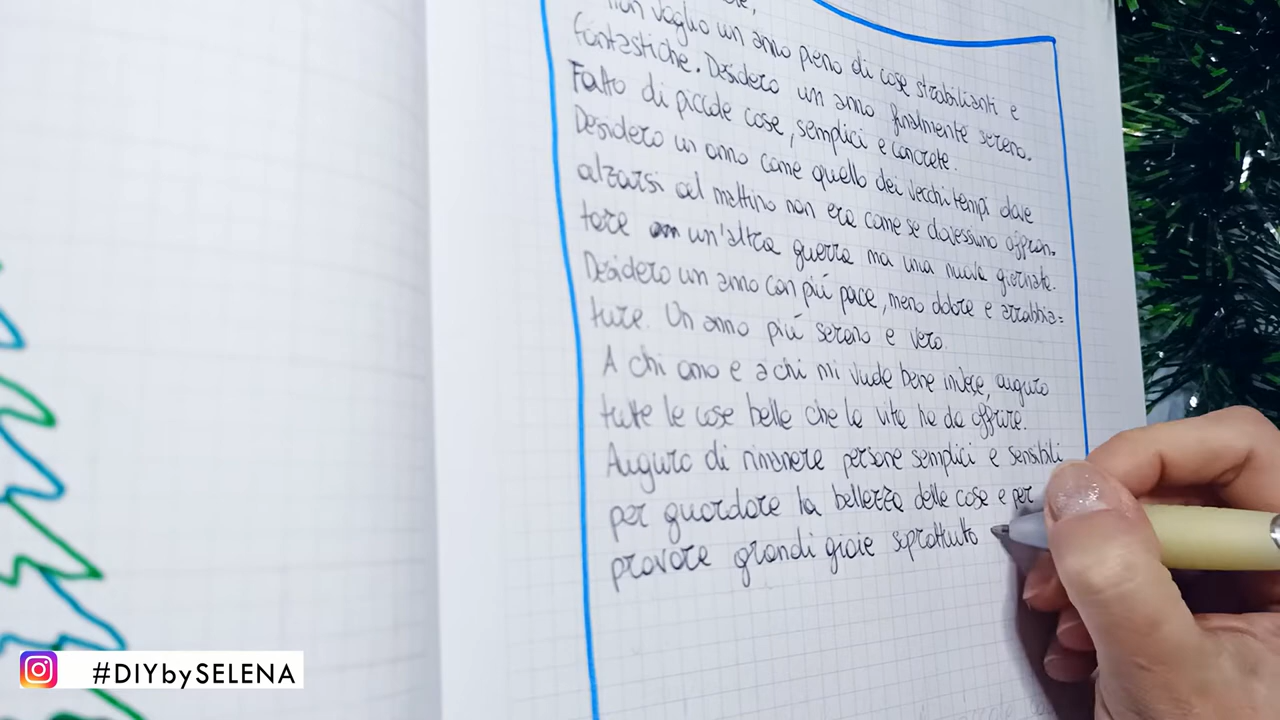 non voglio un anno pieno di cose strabilianti e
fantastiche. Desidero un anno finalmente sereno.
Fatto di piccole cose, semplici e concrete.
Desidero un anno come quello dei vecchi tempi dove
alzarsi al mattino non era come se dovessimo affron.
tare un'altra guerra ma una nuova giornata.
Desidero un anno con più pace, meno dolore e arrabbia=
ture. Un anno più sereno e vero.
A chi amo e a chi mi vuole bene invece, auguro
tutte le cose belle che la vita ha da offrire.
Auguro di rimanere persone semplici e sensibili
per guardare la bellezza delle cose e per
provare grandi gioie soprattutto
#DIYbySELENA